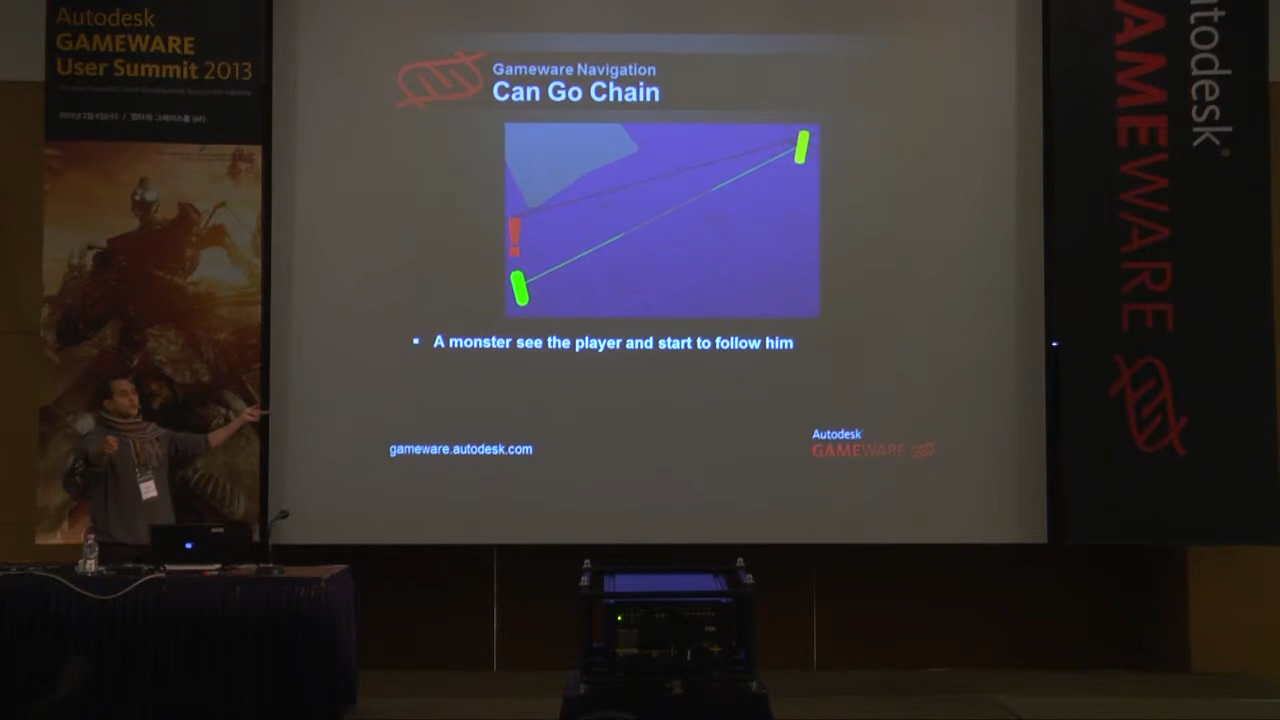 Autodesk
GAMEWARE
User Summit 2013
Gameware Navigation
Can Go Chain
!
▪ A monster see the player and start to follow him
gameware.autodesk.com
Autodesk
GAMEWARE
Autodesk®
GAMEWARE